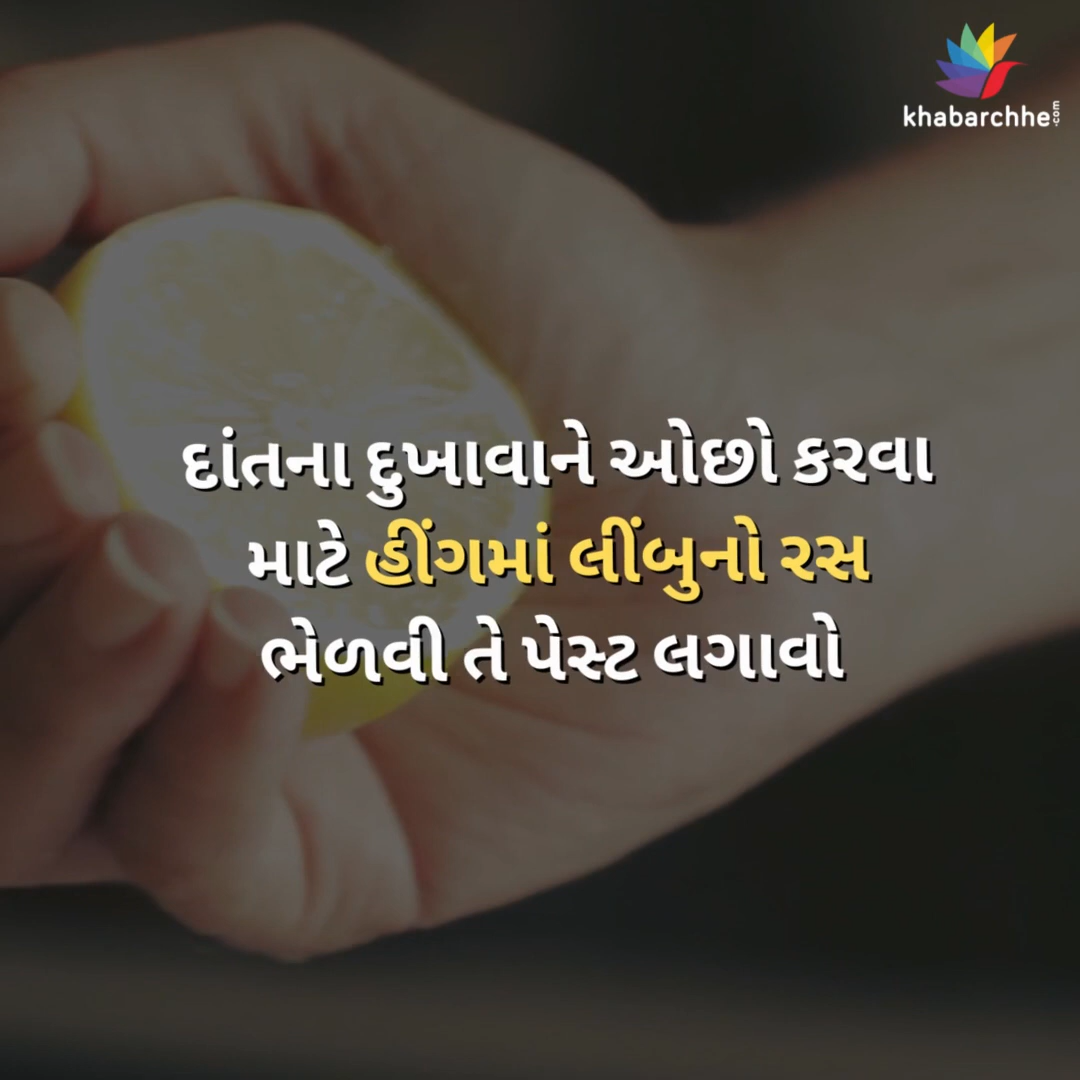 khabarchhe.com
દાંતના દુખાવાને ઓછો કરવા
માટે હીંગમાં લીંબુનો રસ
ભેળવી તે પેસ્ટ લગાવો